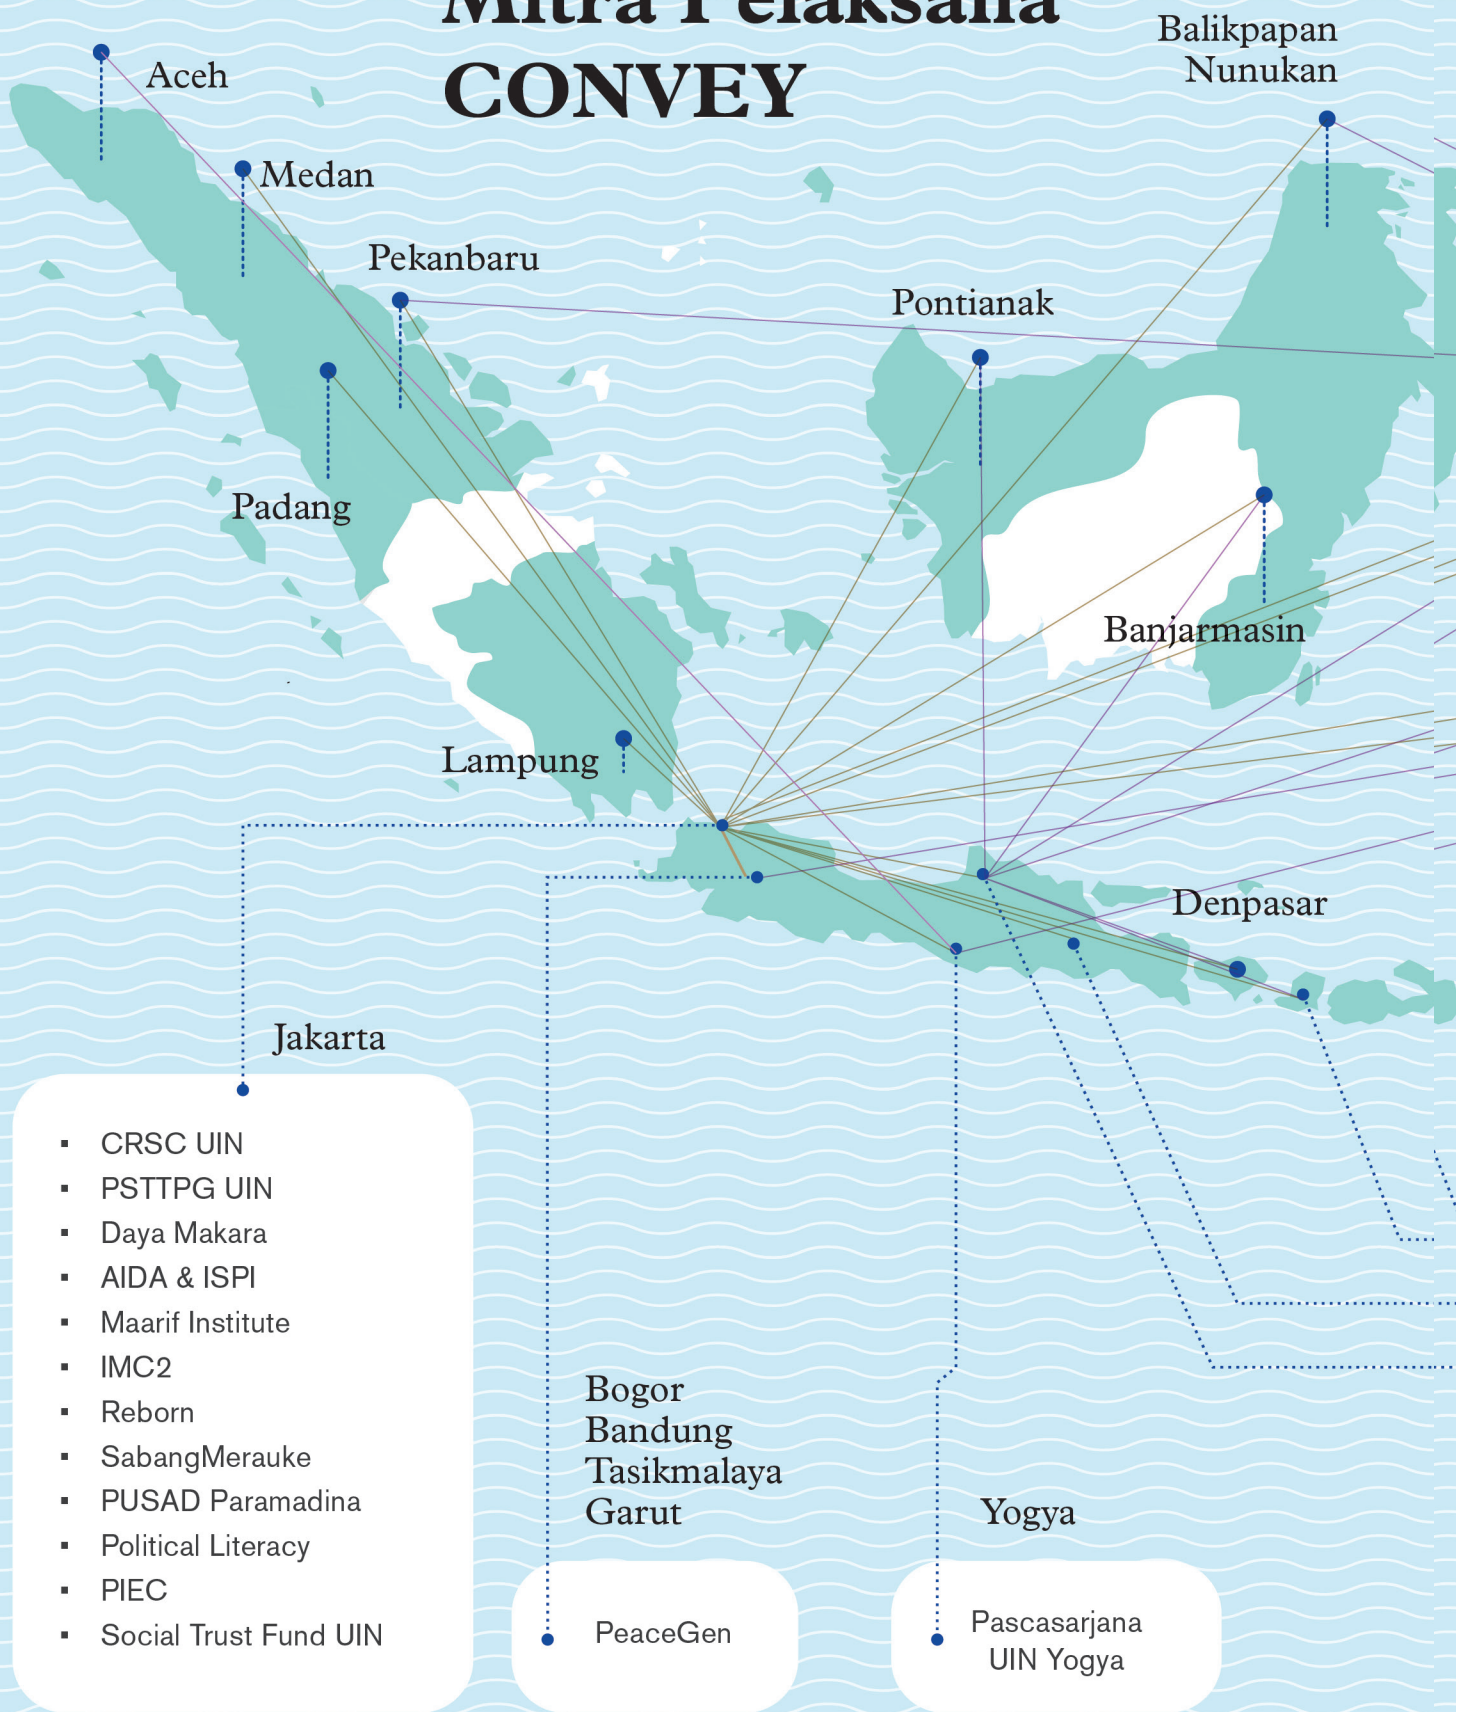 Mitra Pelaksana
CONVEY
Balikpapan
Nunukan
Aceh
Medan
Pekanbaru
Pontianak
Padang
Banjarmasin
Lampung
Denpasar
Jakarta
▪ CRSC UIN
▪ PSTTPG UIN
▪ Daya Makara
▪ AIDA & ISPI
▪ Maarif Institute
▪ IMC2
▪ Reborn
▪ SabangMerauke
▪ PUSAD Paramadina
▪ Political Literacy
▪ PIEC
▪ Social Trust Fund UIN
Bogor
Bandung
Tasikmalaya
Garut
PeaceGen
Yogya
Pascasarjana
UIN Yogya